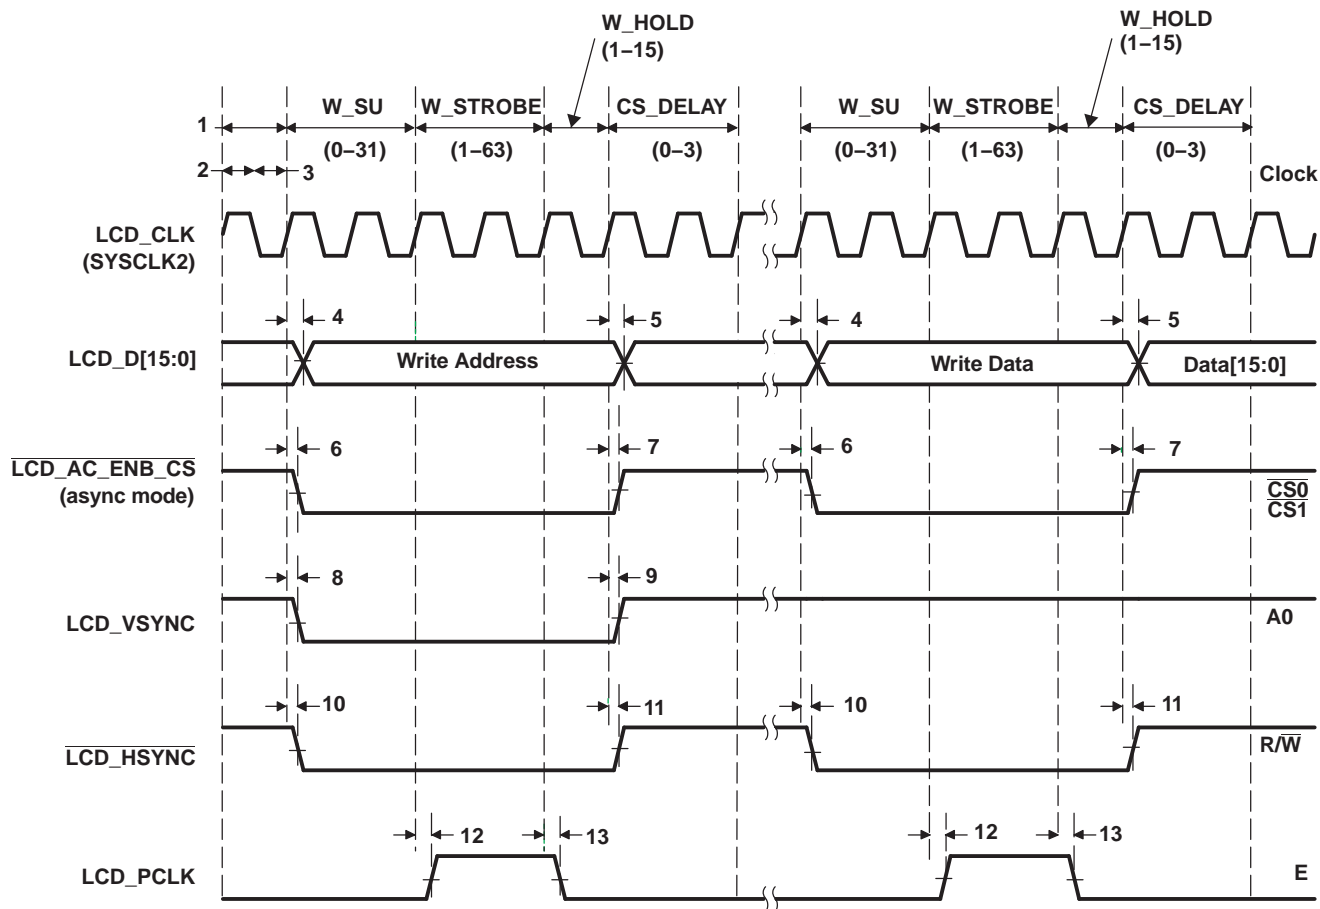 W_HOLD
(1–15)
W_HOLD
(1–15)
W_SU
W_STROBE
CS_DELAY
W_SU
W_STROBE
CS_DELAY
1
(0–31)
(1–63)
(0–3)
(0–31)
(1–63)
(0–3)
2
3
Clock
LCD_CLK
(SYSCLK2)
4
5
4
5
LCD_D[15:0]
Write Address
Write Data
Data[15:0]
6
7
6
7
LCD_AC_ENB_CS
(async mode)
CS0
CS1
8
9
LCD_VSYNC
A0
10
11
10
11
LCD_HSYNC
R/W
12
13
12
13
LCD_PCLK
E